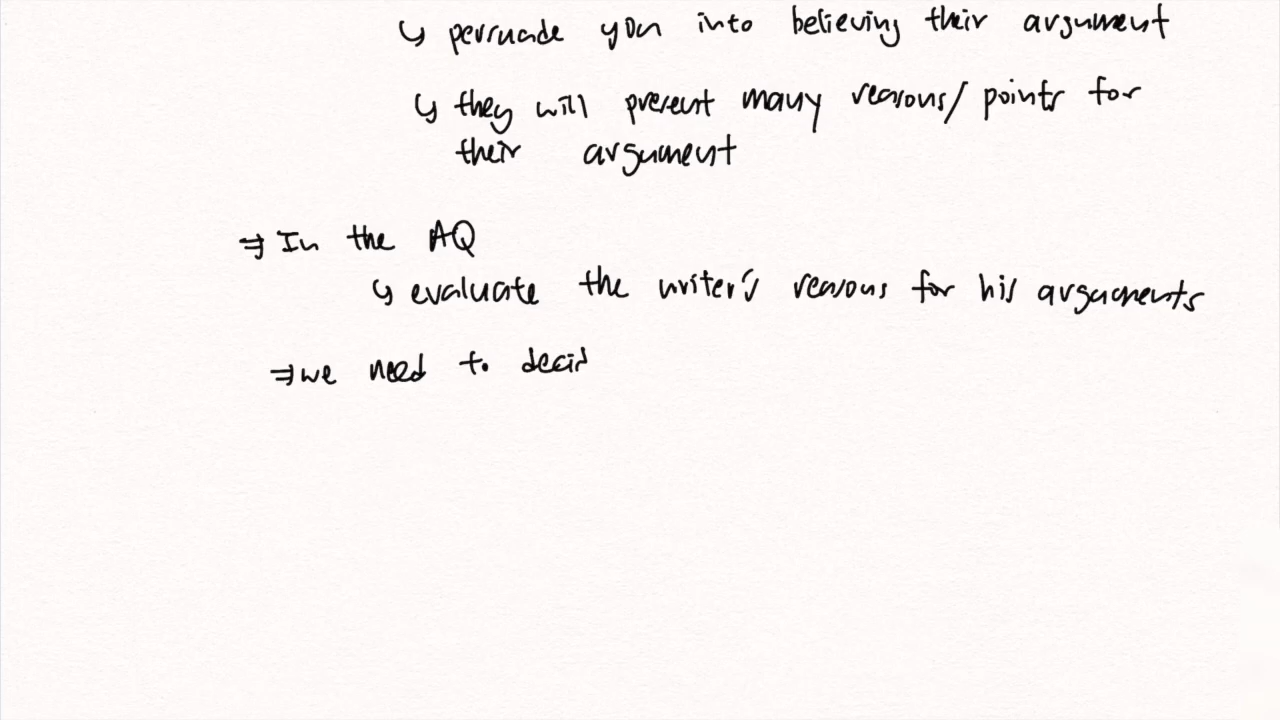 ↳ persuade you into believing their argument
↳ they will present many reasons/points for
their argument
⇒ In the AQ
↳ evaluate the writer's reasons for his arguments
⇒ we need to decid